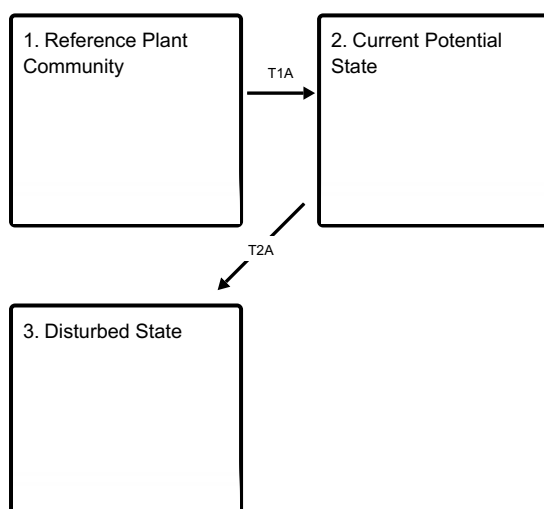 1. Reference Plant
Community
T1A
2. Current Potential
State
T2A
3. Disturbed State